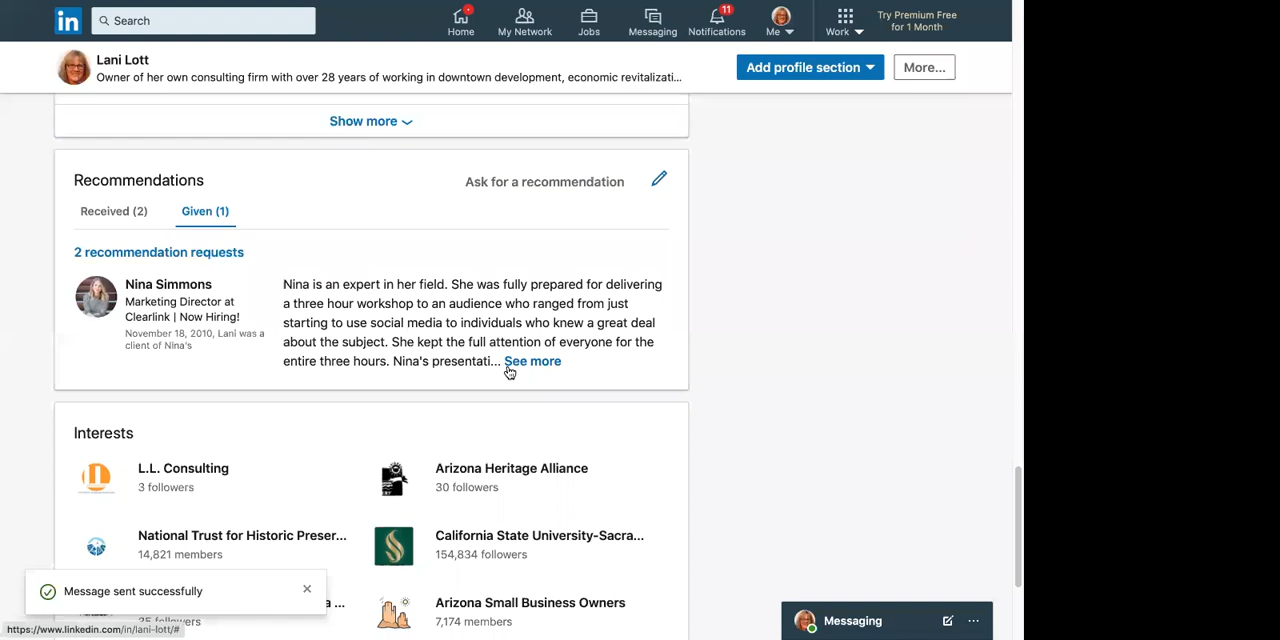 in
Search
Home
My Network
Jobs
Messaging
11
Notifications
Me
Work
Try Premium Free
for 1 Month
Lani Lott
Owner of her own consulting firm with over 28 years of working in downtown development, economic revitalizati...
Add profile section
More...
Show more
Recommendations
Ask for a recommendation
Received (2)
Given (1)
2 recommendation requests
Nina Simmons
Marketing Director at
Clearlink | Now Hiring!
November 18, 2010, Lani was a
client of Nina's
Nina is an expert in her field. She was fully prepared for delivering
a three hour workshop to an audience who ranged from just
starting to use social media to individuals who knew a great deal
about the subject. She kept the full attention of everyone for the
entire three hours. Nina's presentati... See more
Interests
L.L. Consulting
3 followers
Arizona Heritage Alliance
30 followers
National Trust for Historic Preser...
14,821 members
California State University-Sacra...
154,834 followers
Message sent successfully
a ...
35 followers
Arizona Small Business Owners
7,174 members
https://www.linkedin.com/in/lani-lott/#
Messaging